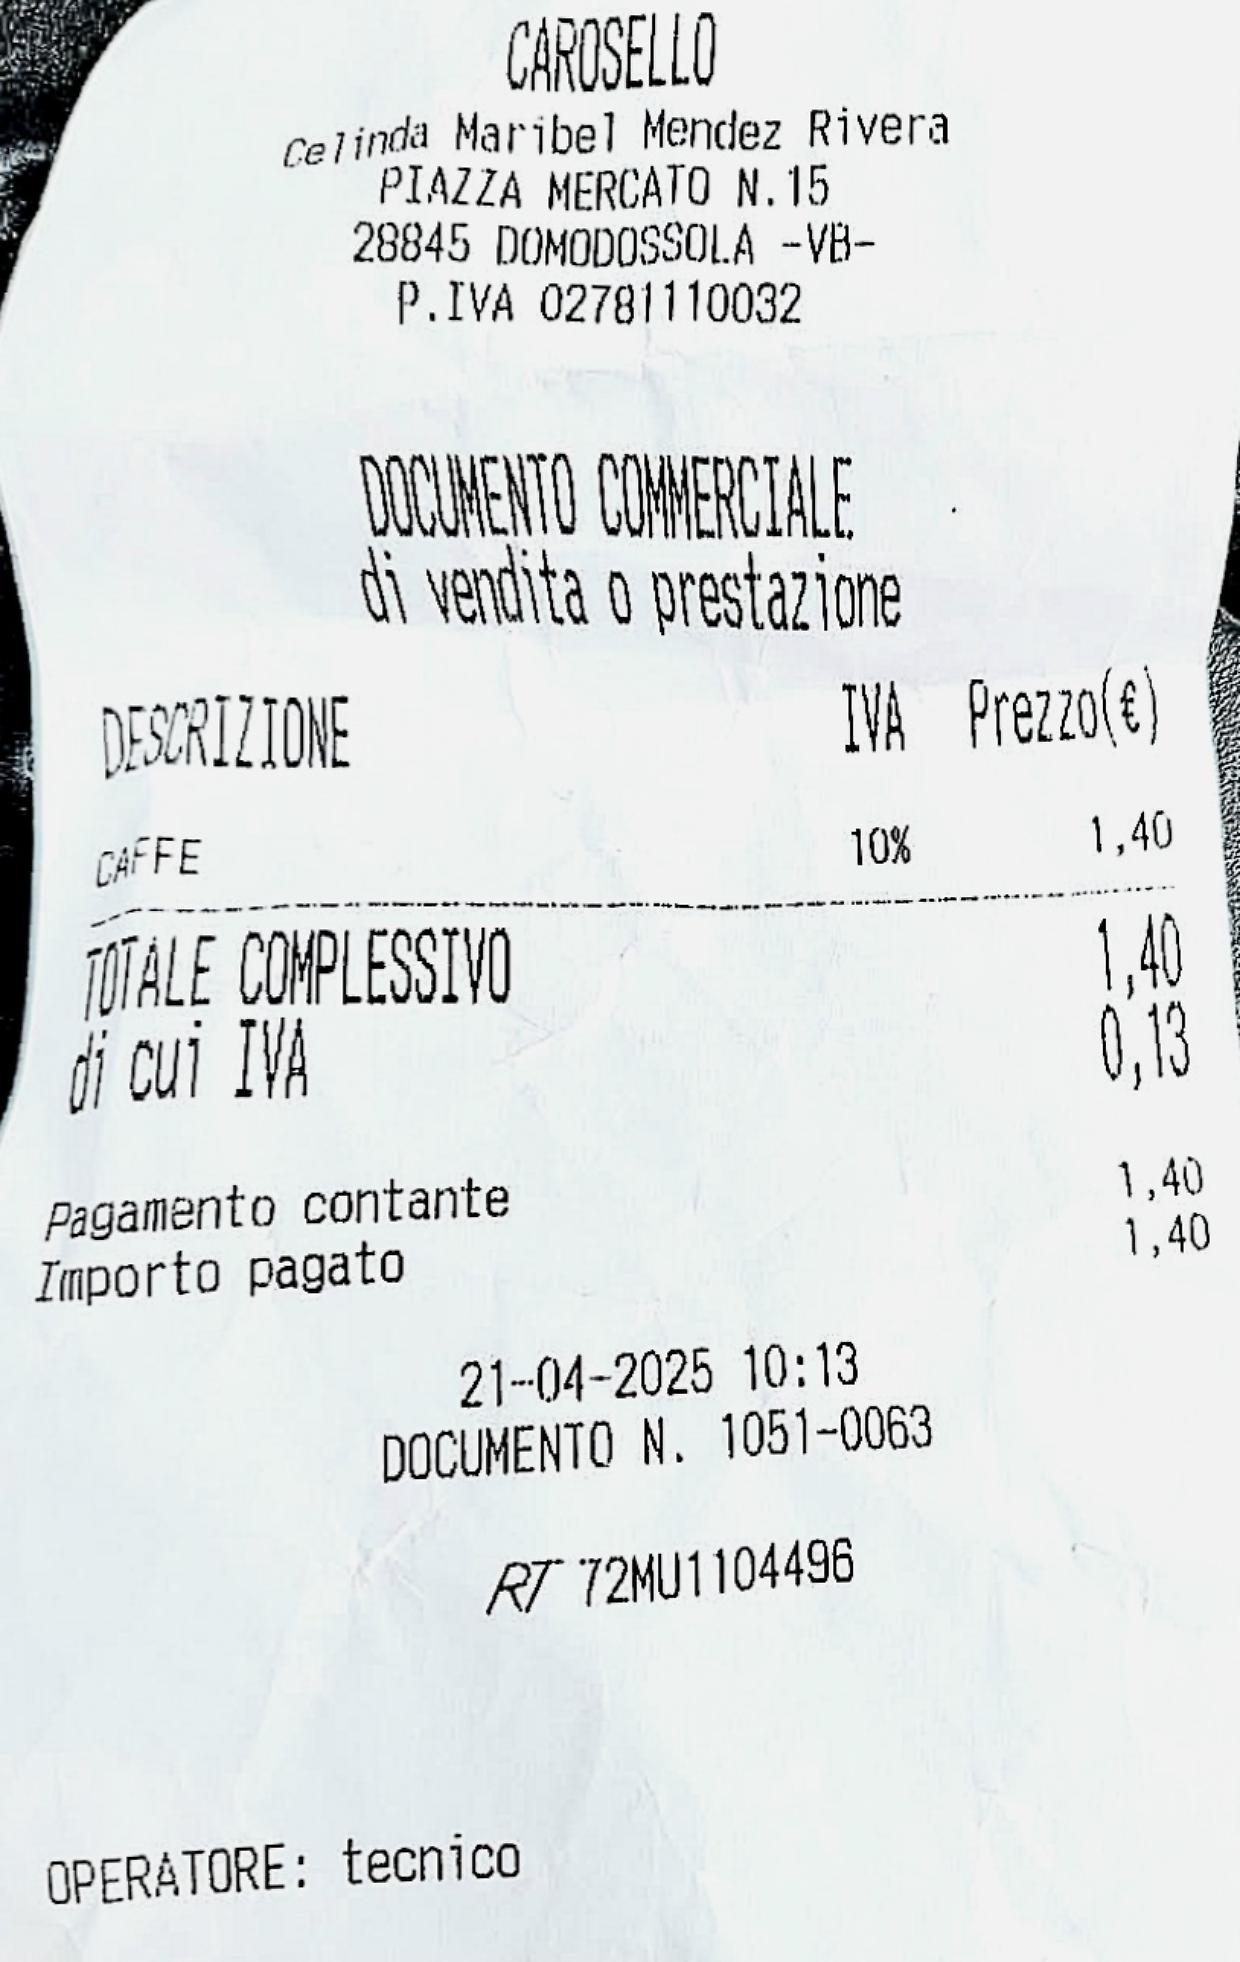 CAROSELLO
Celinda Maribel Mendez Rivera
PIAZZA MERCATO N.15
28845 DOMODOSSOLA -VB-
P.IVA 02781110032
DOCUMENTO COMMERCIALE
di vendita o prestazione
DESCRIZIONE IVA Prezzo(€)
CAFFE 10% 1,40
TOTALE COMPLESSIVO 1,40
di cui IVA 0,13
Pagamento contante 1,40
Importo pagato 1,40
21-04-2025 10:13
DOCUMENTO N. 1051-0063
RT 72MU1104496
OPERATORE: tecnico